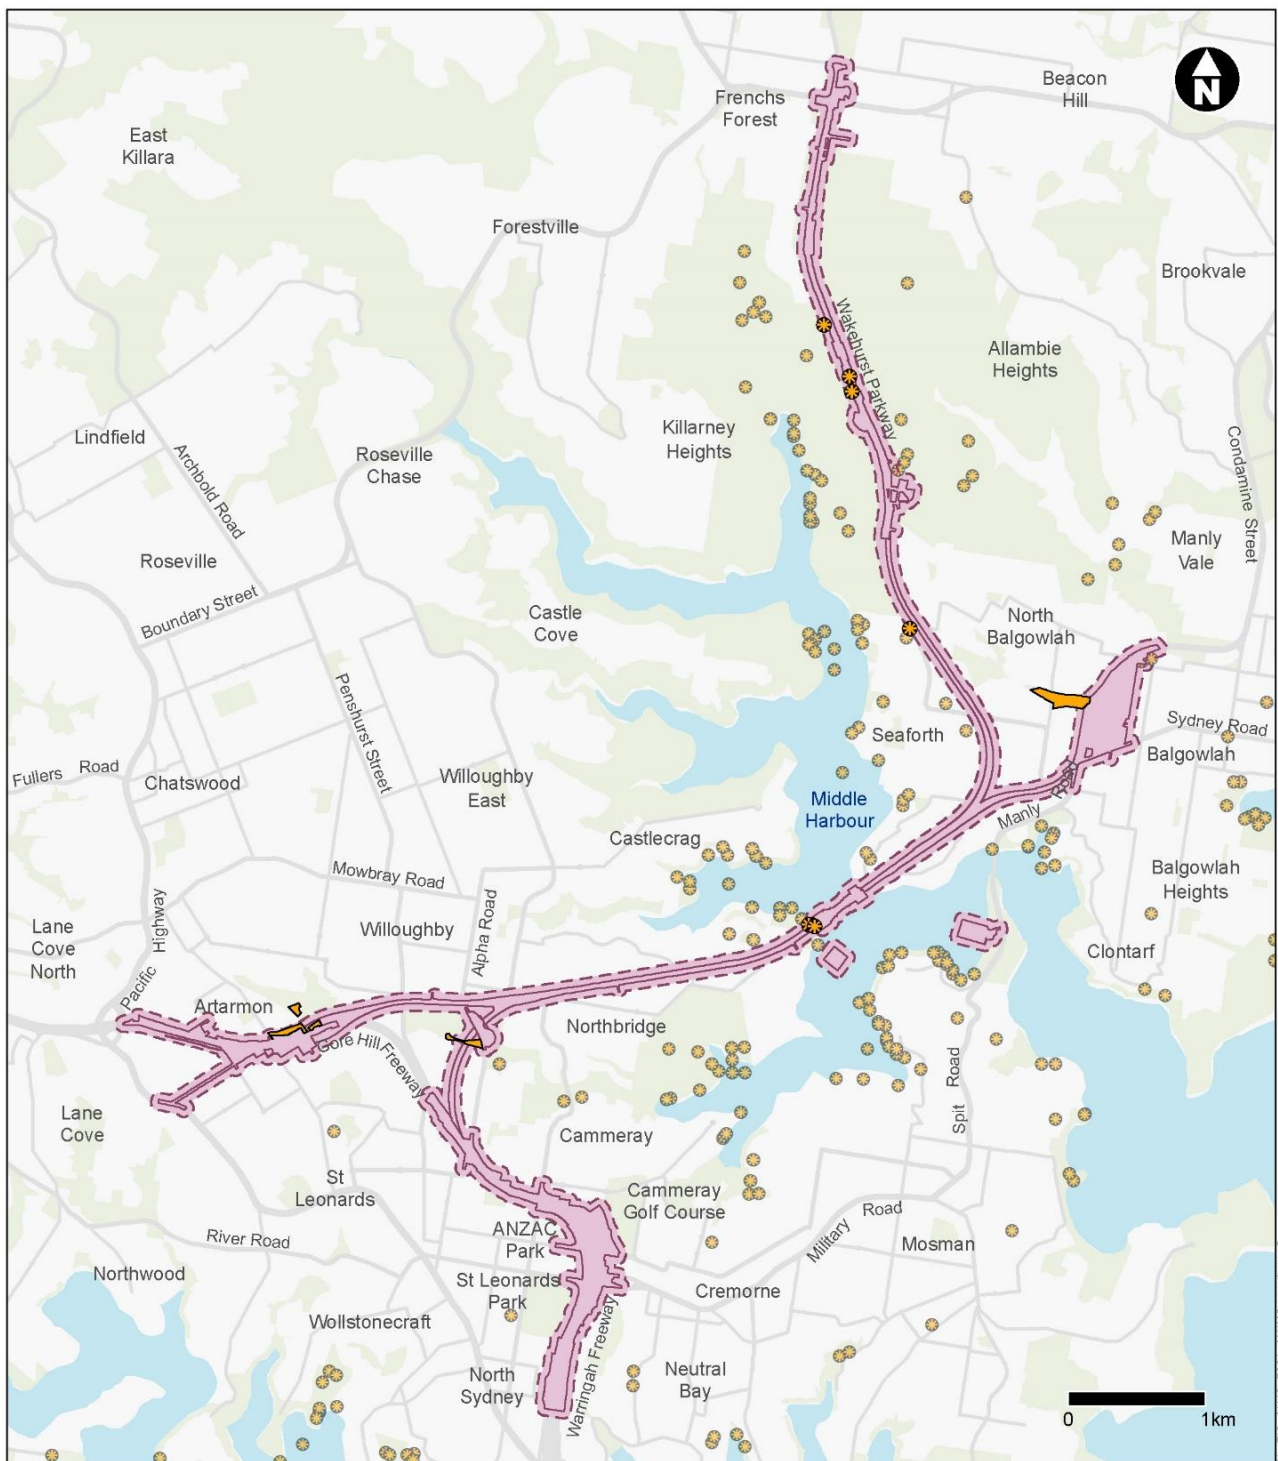 N
Beacon
Hill
Frenchs
Forest
East
Killara
Forestville
Brookvale
Wakehurst Parkway
Allambie
Heights
Killarney
Heights
Lindfield
Archbold Road
Roseville
Chase
Condamine Street
Manly
Vale
Roseville
Boundary Street
Castle
Cove
North
Balgowlah
Penshurst Street
Sydney Road
Seaforth
Balgowlah
Fullers Road
Chatswood
Willoughby
East
Middle
Harbour
Manly Road
Castlecrag
Mowbray Road
Balgowlah
Heights
Pacific Highway
Lane
Cove
North
Willoughby
Alpha Road
Clontarf
Artarmon
Gore Hill Freeway
Northbridge
Spit Road
Lane
Cove
Cammeray
St
Leonards
Cammeray
Golf Course
Military Road
River Road
ANZAC
Park
Mosman
Northwood
St Leonards
Park
Cremorne
Wollstonecraft
Warringah Freeway
North
Sydney
Neutral
Bay
0 1km